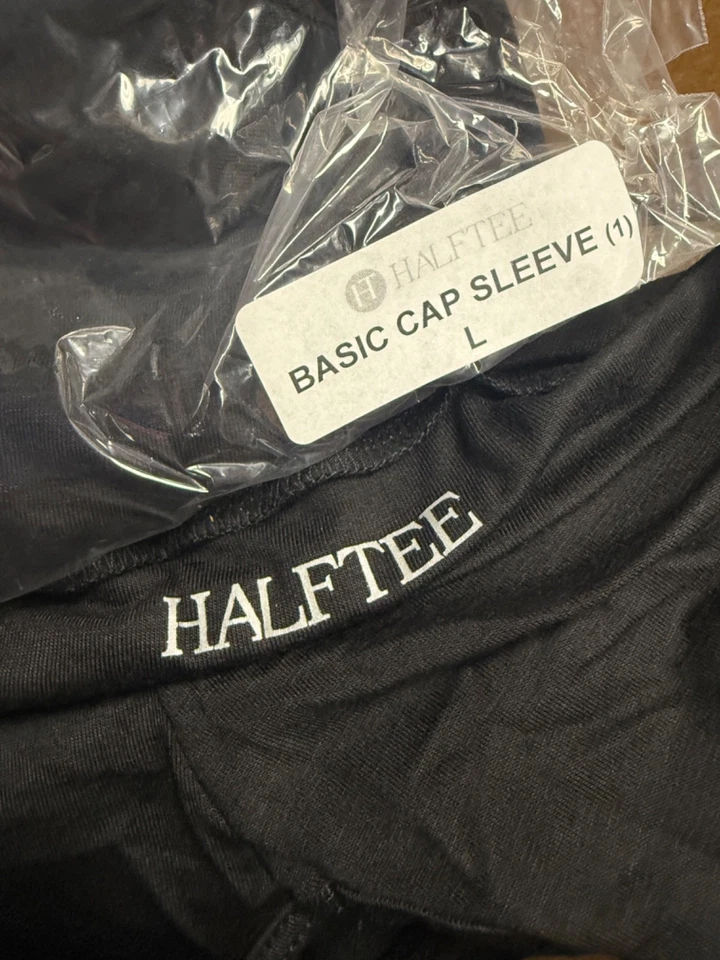 H HALFTEE
BASIC CAP SLEEVE (1)
L
HALFTEE